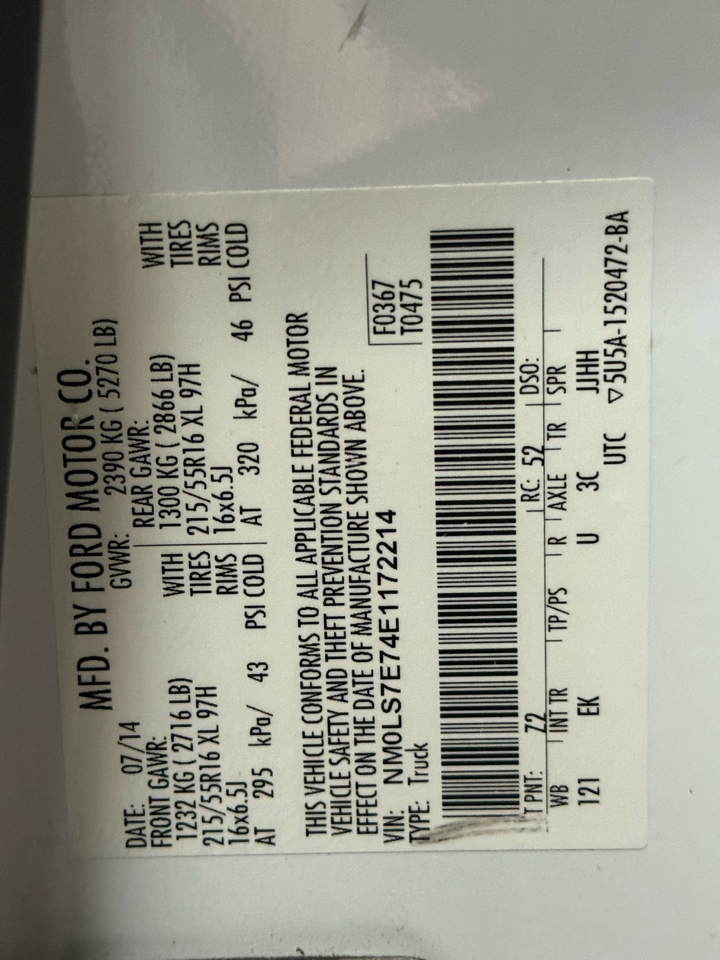 MFD. BY FORD MOTOR CO.
DATE: 07/14 GVWR: 2390 KG ( 5270 LB)
FRONT GAWR: REAR GAWR:
1232 KG ( 2716 LB) WITH 1300 KG ( 2866 LB) WITH
215/55R16 XL 97H TIRES 215/55R16 XL 97H TIRES
16x6.5J RIMS 16x6.5J RIMS
AT 295 kPa/ 43 PSI COLD AT 320 kPa/ 46 PSI COLD
THIS VEHICLE CONFORMS TO ALL APPLICABLE FEDERAL MOTOR
VEHICLE SAFETY AND THEFT PREVENTION STANDARDS IN
EFFECT ON THE DATE OF MANUFACTURE SHOWN ABOVE.
F0367
VIN: NM0LS7E74E1172214
T0475
TYPE: Truck
EXT PNT: Z2 RC: 52 DSO:
WB INT TR TP/PS R AXLE TR SPR
121 EK U 3C JJHH
UTC ▽5U5A-1520472-BA